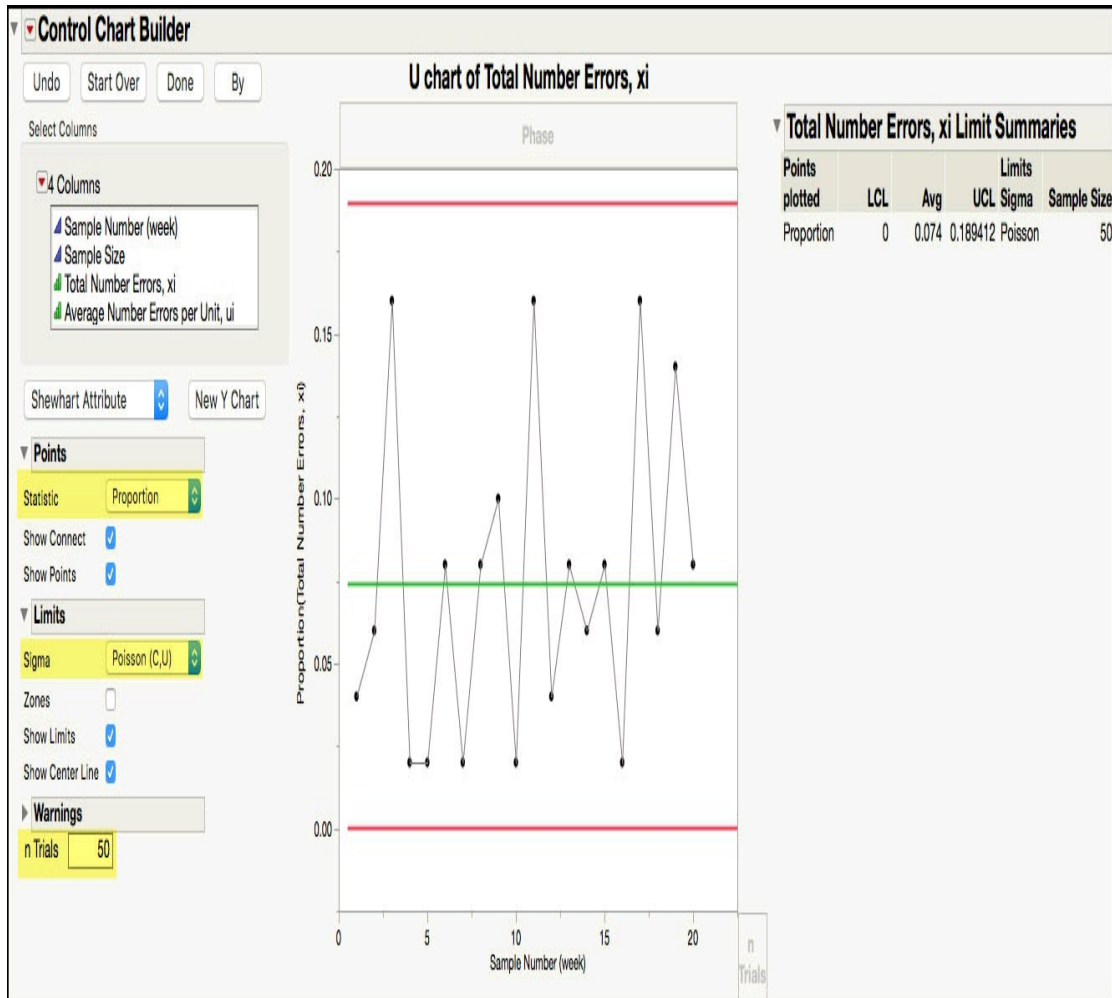 Control Chart Builder
Undo
Start Over
Done
By
Select Columns
4 Columns
Sample Number (week)
Sample Size
Total Number Errors, xi
Average Number Errors per Unit, ui
Shewhart Attribute
New Y Chart
Points
Statistic Proportion
Show Connect
Show Points
Limits
Sigma Poisson (C,U)
Zones
Show Limits
Show Center Line
Warnings
n Trials 50
U chart of Total Number Errors, xi
Phase
Proportion(Total Number Errors, xi)
0.20
0.15
0.10
0.05
0.00
0 5 10 15 20
Sample Number (week)
n
Trials
Total Number Errors, xi Limit Summaries
Points Limits
plotted LCL Avg UCL Sigma Sample Size
Proportion 0 0.074 0.189412 Poisson 50